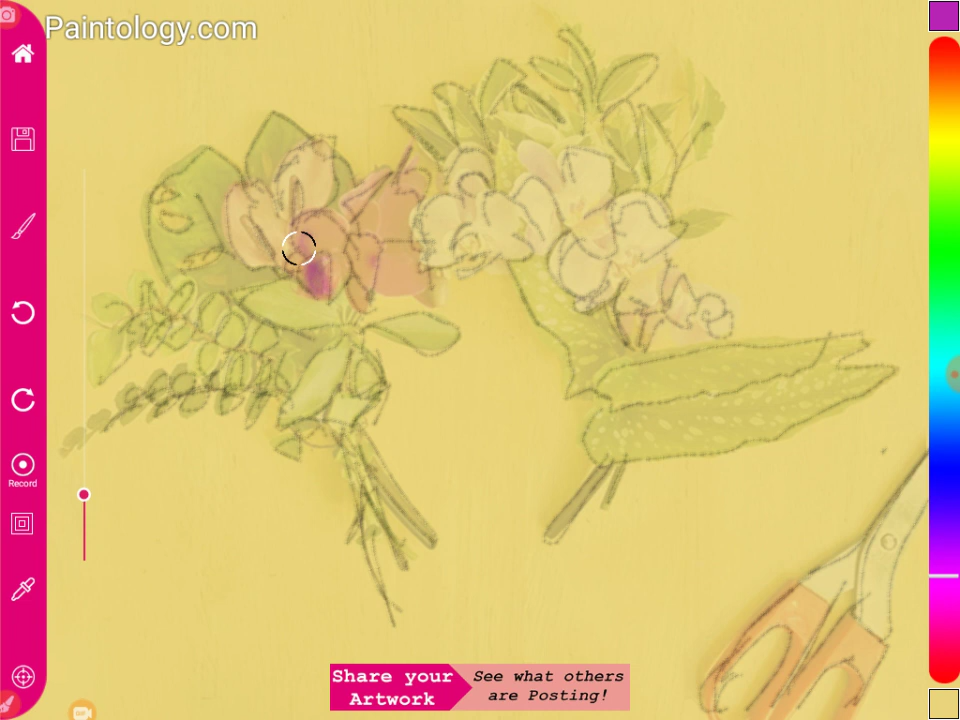 Paintology.com
Record
Share your
Artwork
See what others
are Posting!